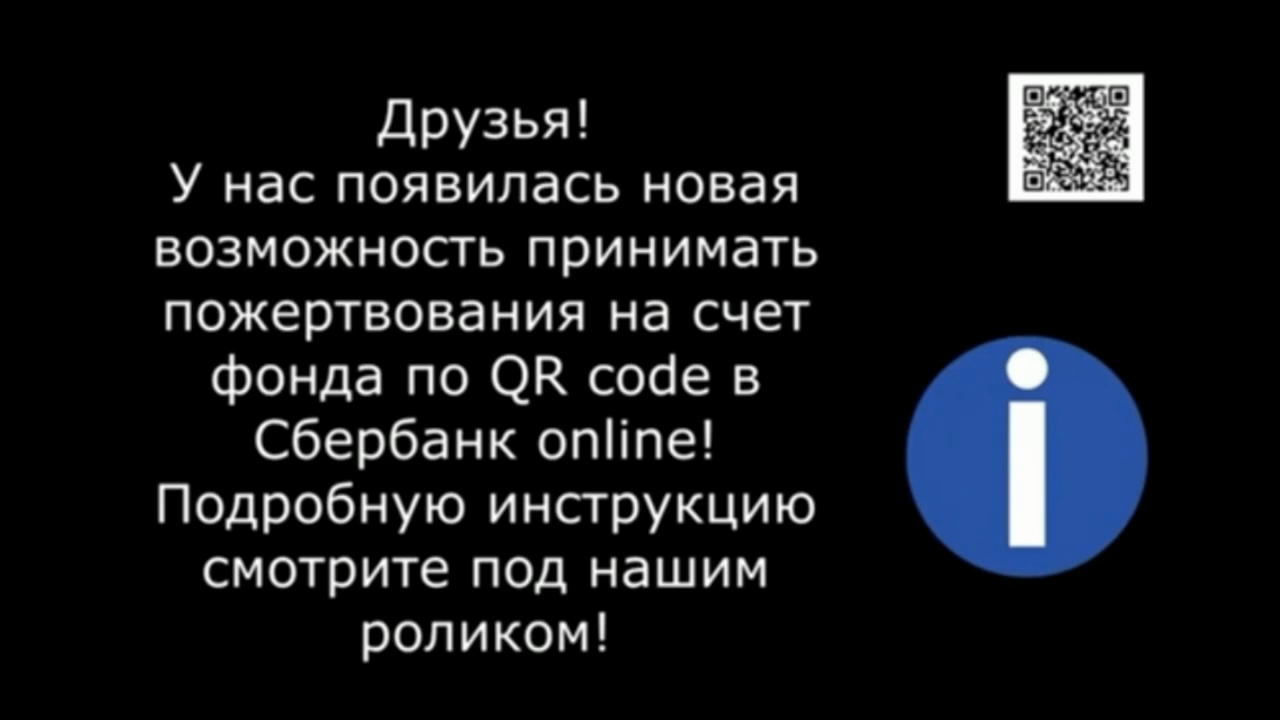 Друзья!
У нас появилась новая
возможность принимать
пожертвования на счет
фонда по QR code в
Сбербанк online!
Подробную инструкцию
смотрите под нашим
роликом!